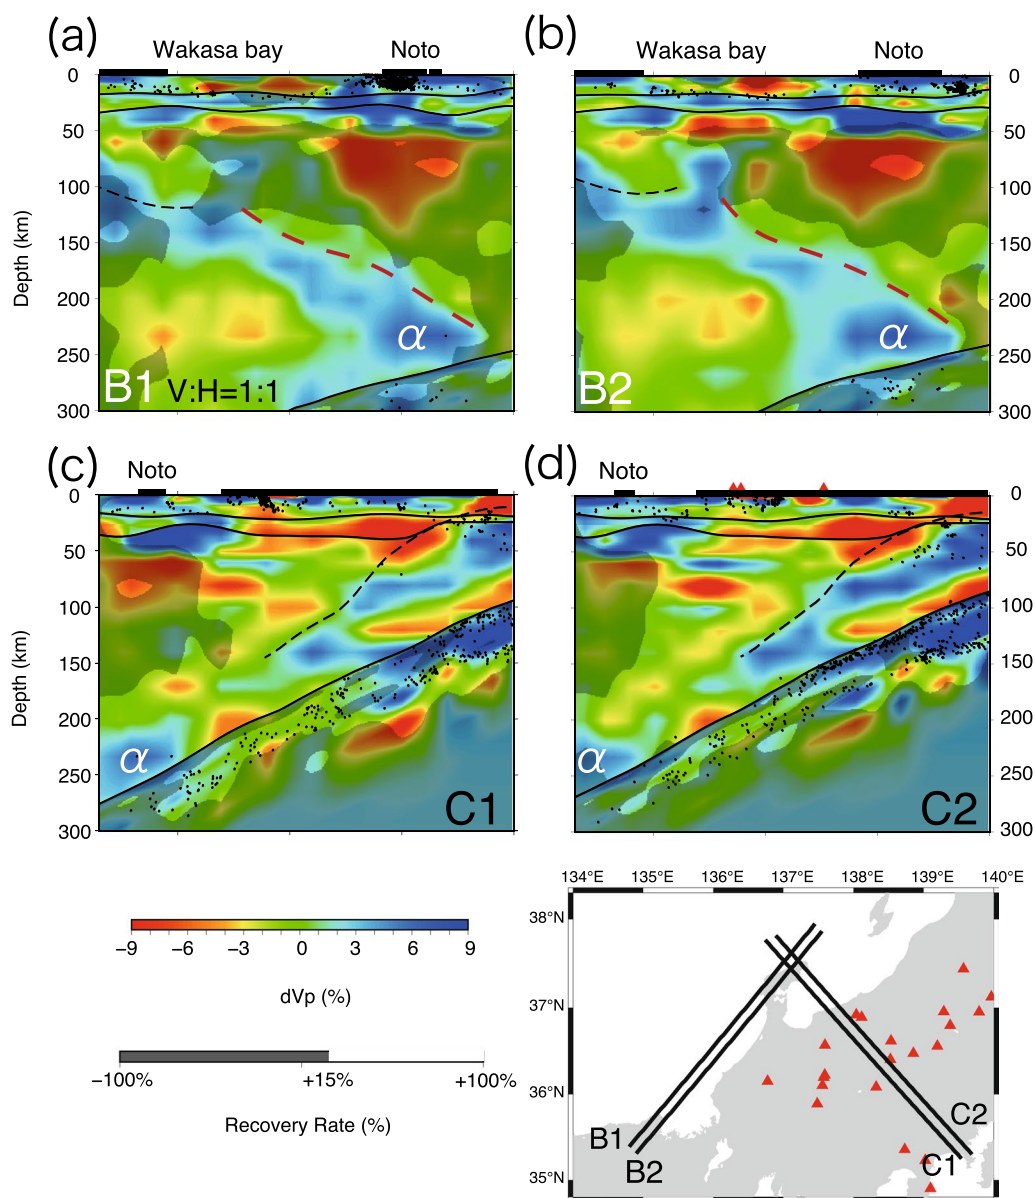 (a)
(b)
Wakasa bay
Noto
Wakasa bay
Noto
0
50
100
150
200
250
300
Depth (km)
α
B1
V:H=1:1
0
50
100
150
200
250
300
α
B2
(c)
(d)
Noto
Noto
0
50
100
150
200
250
300
Depth (km)
α
C1
0
50
100
150
200
250
300
α
C2
134°E
135°E
136°E
137°E
138°E
139°E
140°E
38°N
37°N
36°N
35°N
B1
B2
C2
C1
−9
−6
−3
0
3
6
9
dVp (%)
−100%
+15%
+100%
Recovery Rate (%)